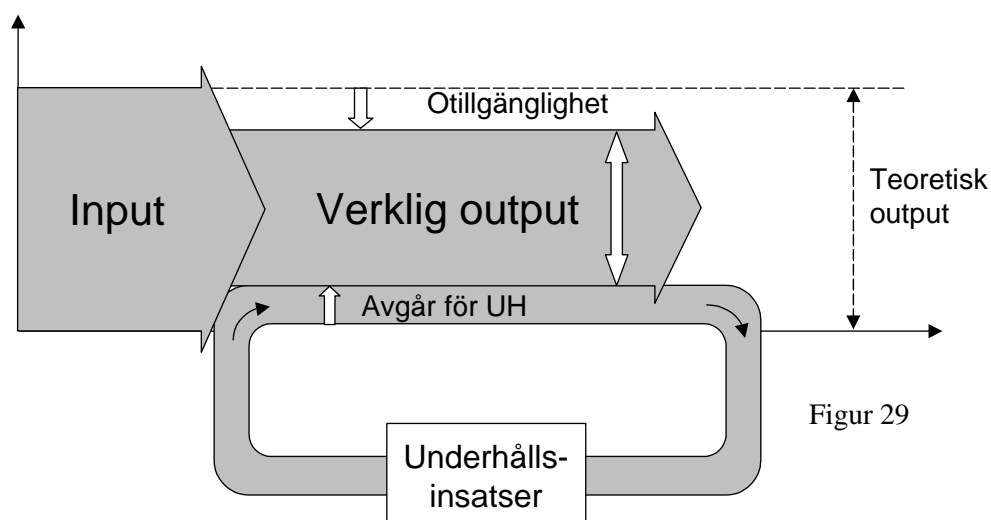 Otillgänglighet
Input
Verklig output
Teoretisk
output
Avgår för UH
Figur 29
Underhålls-
insatser